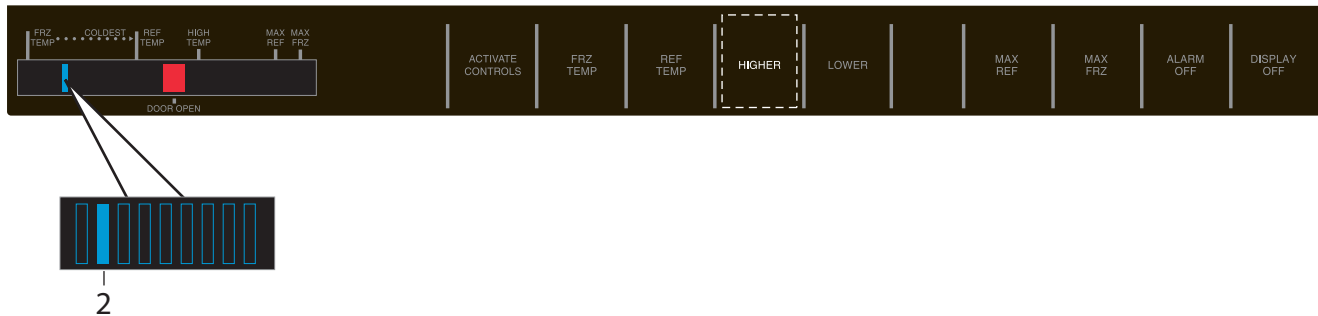 FRZ TEMP
COLDEST
REF TEMP
HIGH TEMP
MAX REF
MAX FRZ
DOOR OPEN
ACTIVATE
CONTROLS
FRZ
TEMP
REF
TEMP
HIGHER
LOWER
MAX
REF
MAX
FRZ
ALARM
OFF
DISPLAY
OFF
2